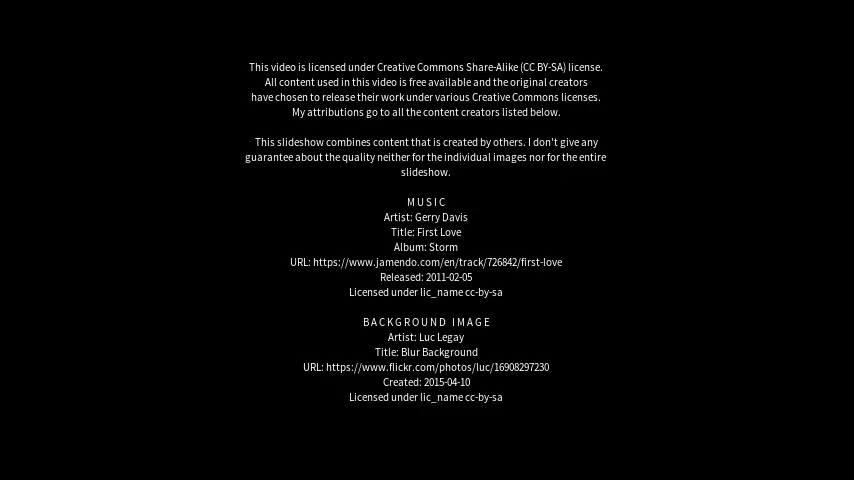 This video is licensed under Creative Commons Share-Alike (CC BY-SA) license.
All content used in this video is free available and the original creators
have chosen to release their work under various Creative Commons licenses.
My attributions go to all the content creators listed below.
This slideshow combines content that is created by others. I don't give any
guarantee about the quality neither for the individual images nor for the entire
slideshow.
MUSIC
Artist: Gerry Davis
Title: First Love
Album: Storm
URL: https://www.jamendo.com/en/track/726842/first-love
Released: 2011-02-05
Licensed under lic_name cc-by-sa
BACKGROUND IMAGE
Artist: Luc Legay
Title: Blur Background
URL: https://www.flickr.com/photos/luc/16908297230
Created: 2015-04-10
Licensed under lic_name cc-by-sa